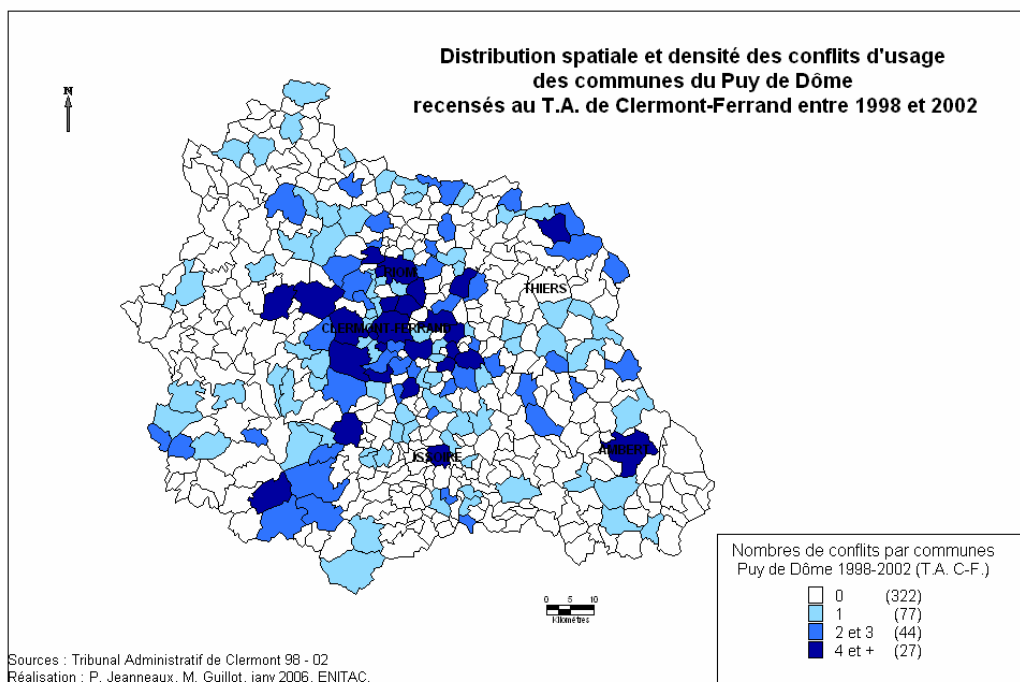 Distribution spatiale et densité des conflits d'usage
des communes du Puy de Dôme
recensés au T.A. de Clermont-Ferrand entre 1998 et 2002
N
RIOM
THIERS
CLERMONT-FERRAND
ISSOIRE
AMBERT
0 5 10
Kilomètres
Nombres de conflits par communes
Puy de Dôme 1998-2002 (T.A. C-F.)
0 (322)
1 (77)
2 et 3 (44)
4 et + (27)
Sources : Tribunal Administratif de Clermont 98 - 02
Réalisation : P. Jeanneaux, M. Guillot, janv 2006, ENITAC.